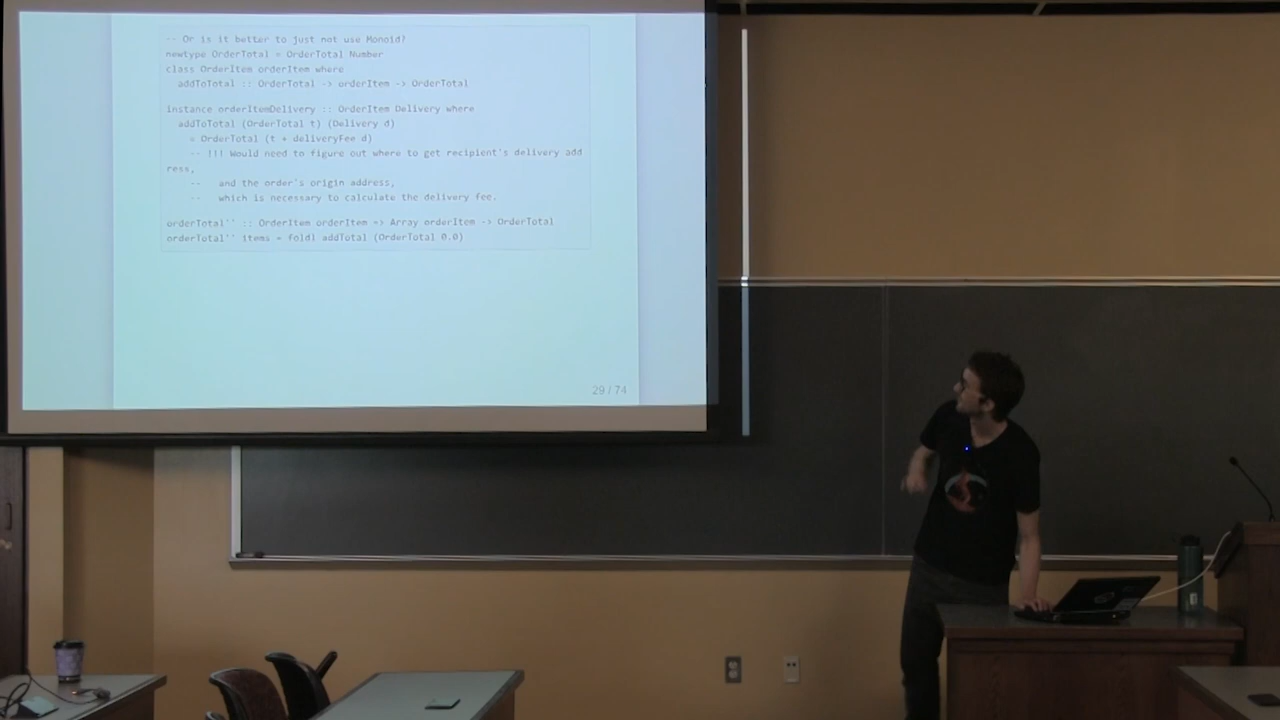 -- Or is it better to just not use Monoid?
newtype OrderTotal = OrderTotal Number
class OrderItem orderItem where
addToTotal :: OrderTotal -> orderItem -> OrderTotal
instance orderItemDelivery :: OrderItem Delivery where
addToTotal (OrderTotal t) (Delivery d)
= OrderTotal (t + deliveryFee d)
-- !!! Would need to figure out where to get recipient's delivery add
ress,
-- and the order's origin address,
-- which is necessary to calculate the delivery fee.
orderTotal'' :: OrderItem orderItem => Array orderItem -> OrderTotal
orderTotal'' items = foldl addTotal (OrderTotal 0.0)
29 / 74